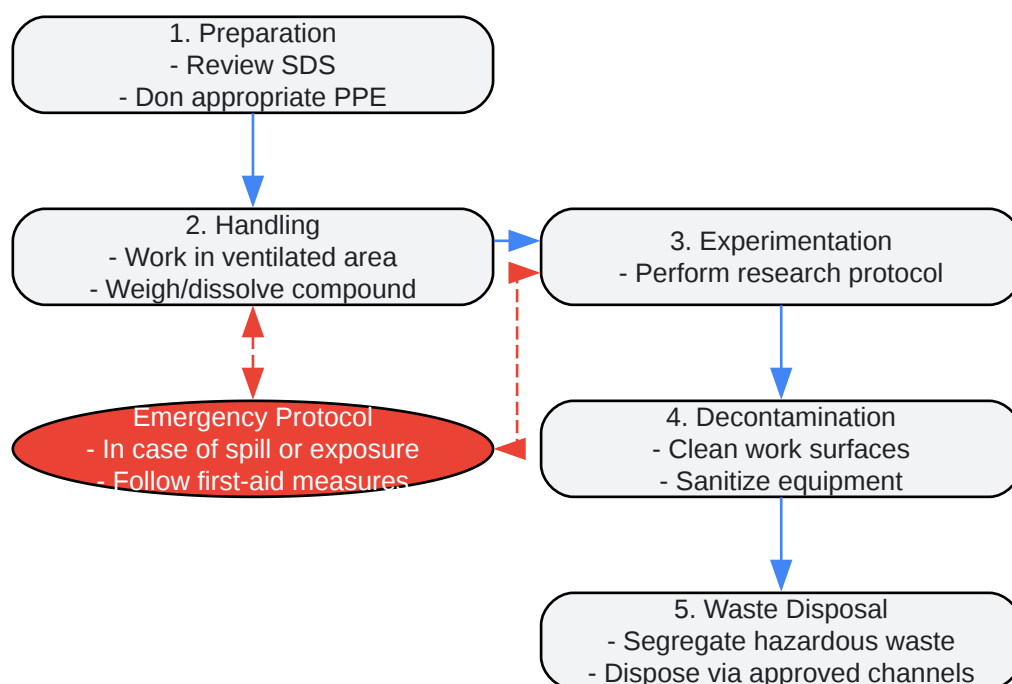 1. Preparation
- Review SDS
- Don appropriate PPE
2. Handling
- Work in ventilated area
- Weigh/dissolve compound
3. Experimentation
- Perform research protocol
Emergency Protocol
- In case of spill or exposure
- Follow first-aid measures
4. Decontamination
- Clean work surfaces
- Sanitize equipment
5. Waste Disposal
- Segregate hazardous waste
- Dispose via approved channels